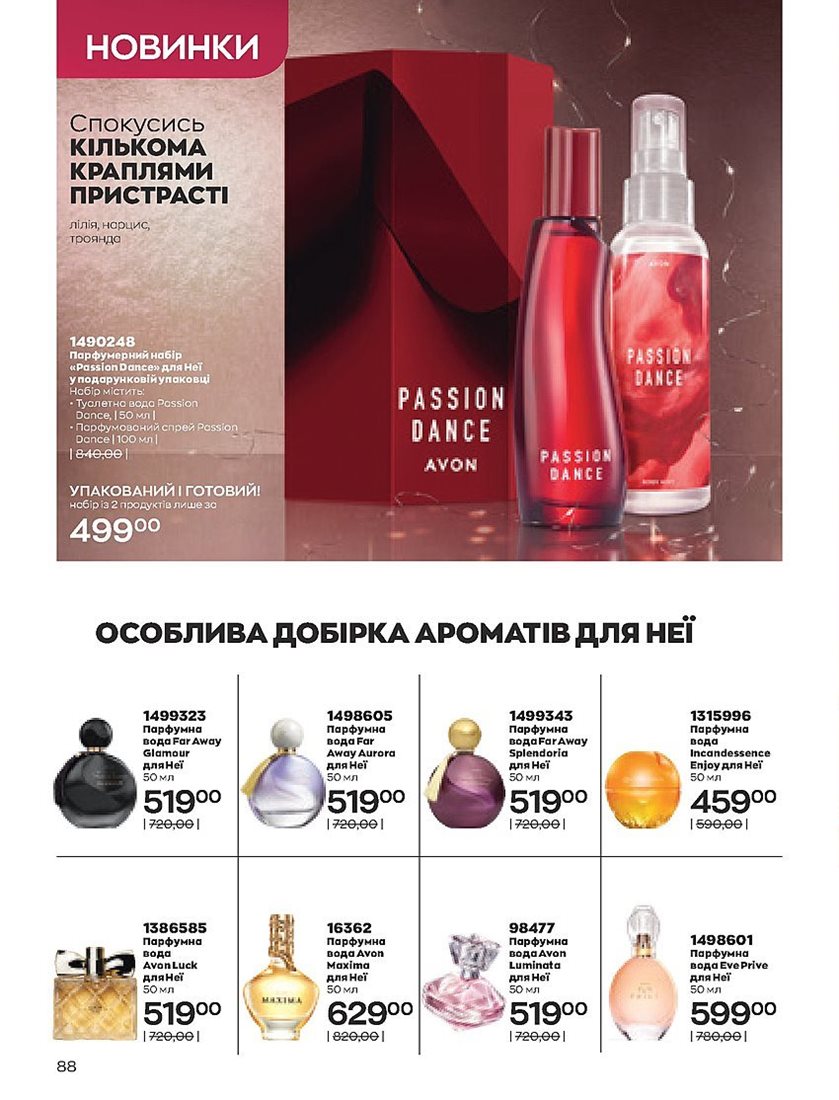 НОВИНКИ
Спокусись
КІЛЬКОМА
КРАПЛЯМИ
ПРИСТРАСТІ
лілія, нарцис,
троянда
1490248
Парфумерний набір
«Passion Dance» для Неї
у подарунковій упаковці
Набір містить:
• Туалетна вода Passion
Dance, | 50 мл |
• Парфумований спрей Passion
Dance | 100 мл |
| 840,00 |
УПАКОВАНИЙ І ГОТОВИЙ!
набір із 2 продуктів лише за
49900
PASSION
DANCE
AVON
PASSION
DANCE
AVON
PASSION
DANCE
ОСОБЛИВА ДОБІРКА АРОМАТІВ ДЛЯ НЕЇ
1499323
Парфумна
вода Far Away
Glamour
для Неї
50 мл
51900
| 720,00 |
1498605
Парфумна
вода Far
Away Aurora
для Неї
50 мл
51900
| 720,00 |
1499343
Парфумна
вода Far Away
Splendoria
для Неї
50 мл
51900
| 720,00 |
1315996
Парфумна
вода
Incandessence
Enjoy для Неї
50 мл
45900
| 590,00 |
1386585
Парфумна
вода
Avon Luck
для Неї
50 мл
51900
| 720,00 |
16362
Парфумна
вода Avon
Maxima
для Неї
50 мл
62900
| 820,00 |
MAXIMA
98477
Парфумна
вода Avon
Luminata
для Неї
50 мл
51900
| 720,00 |
1498601
Парфумна
вода Eve Prive
для Неї
50 мл
59900
| 780,00 |
88